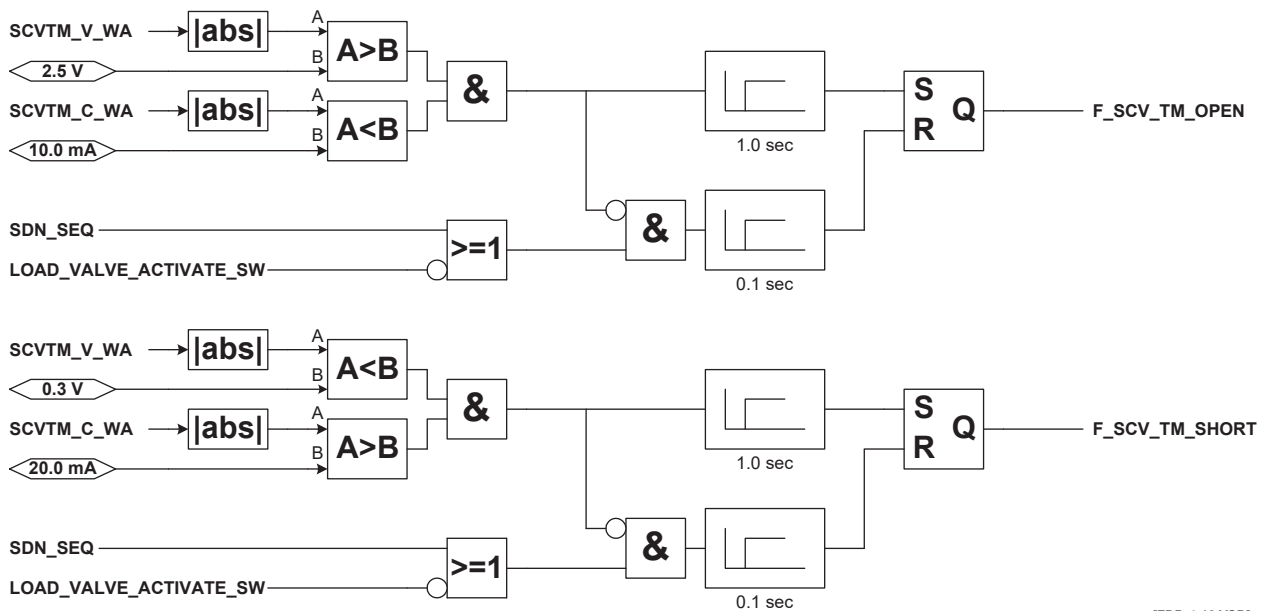 SCVTM_V_WA
|abs|
A
B
A>B
2.5 V
SCVTM_C_WA
|abs|
A
B
A<B
10.0 mA
&
1.0 sec
S
R
Q
F_SCV_TM_OPEN
SDN_SEQ
LOAD_VALVE_ACTIVATE_SW
>=1
&
0.1 sec
SCVTM_V_WA
|abs|
A
B
A<B
0.3 V
SCVTM_C_WA
|abs|
A
B
A>B
20.0 mA
&
1.0 sec
S
R
Q
F_SCV_TM_SHORT
SDN_SEQ
LOAD_VALVE_ACTIVATE_SW
>=1
&
0.1 sec